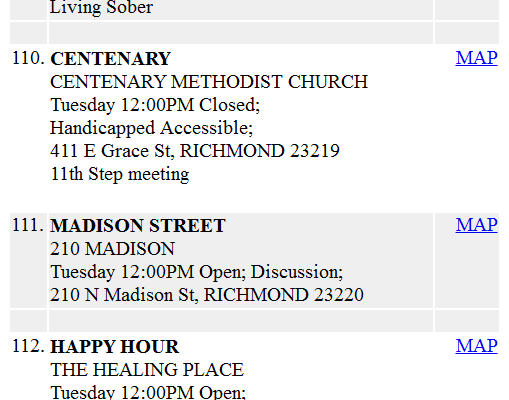 Living Sober
110. CENTENARY MAP
CENTENARY METHODIST CHURCH
Tuesday 12:00PM Closed;
Handicapped Accessible;
411 E Grace St, RICHMOND 23219
11th Step meeting
111. MADISON STREET MAP
210 MADISON
Tuesday 12:00PM Open; Discussion;
210 N Madison St, RICHMOND 23220
112. HAPPY HOUR MAP
THE HEALING PLACE
Tuesday 12:00PM Open;